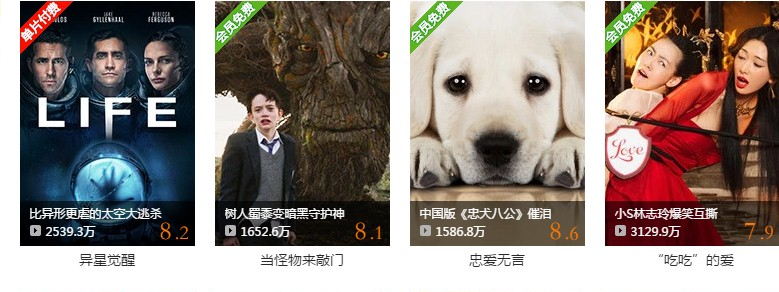 单片付费
OLDS
JAKE
GYLLENHAAL
REBECCA
FERGUSON
LIFE
比异形更虐的太空大逃杀
2539.3万
8.2
异星觉醒
会员免费
树人蜀黍变暗黑守护神
1652.6万
8.1
当怪物来敲门
会员免费
中国版《忠犬八公》催泪
1586.8万
8.6
忠爱无言
会员免费
Love
小S林志玲爆笑互撕
3129.9万
7.9
“吃吃”的爱